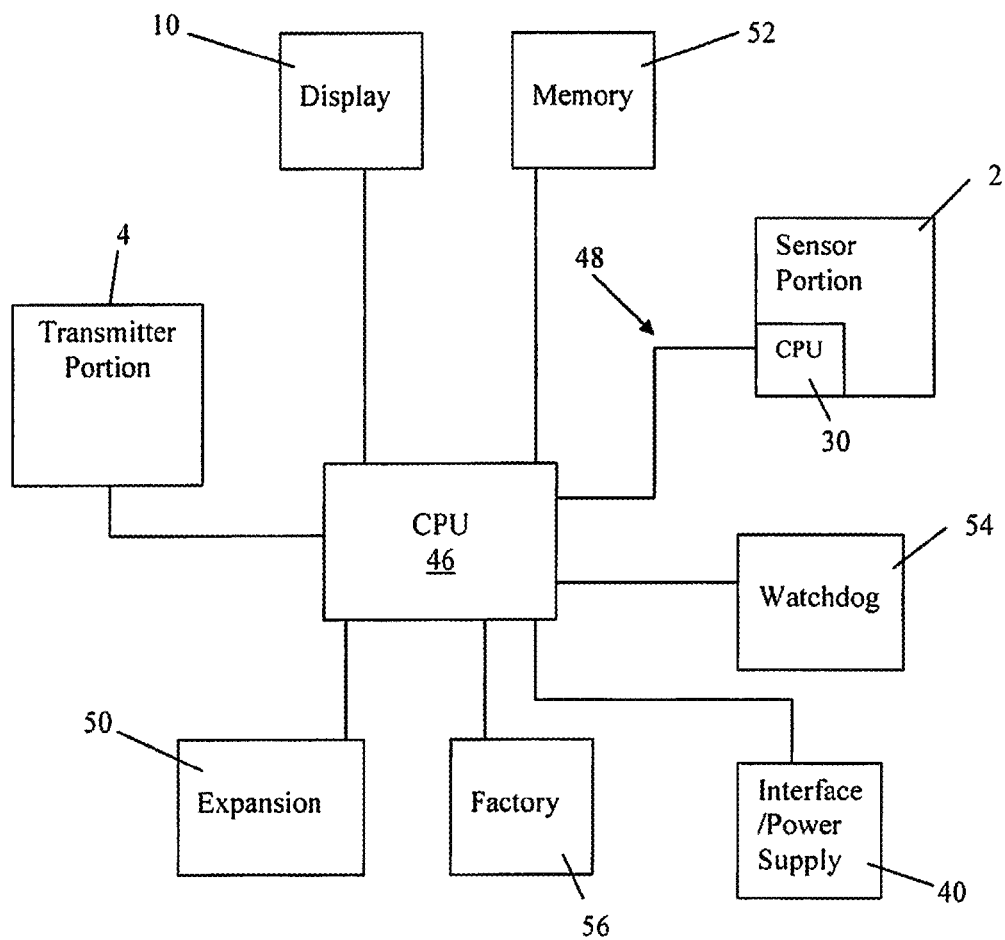 10
52
Display
Memory
2
4
Sensor
Portion
48
Transmitter
Portion
CPU
30
CPU
46
54
Watchdog
50
Expansion
Factory
Interface
/Power
Supply
40
56